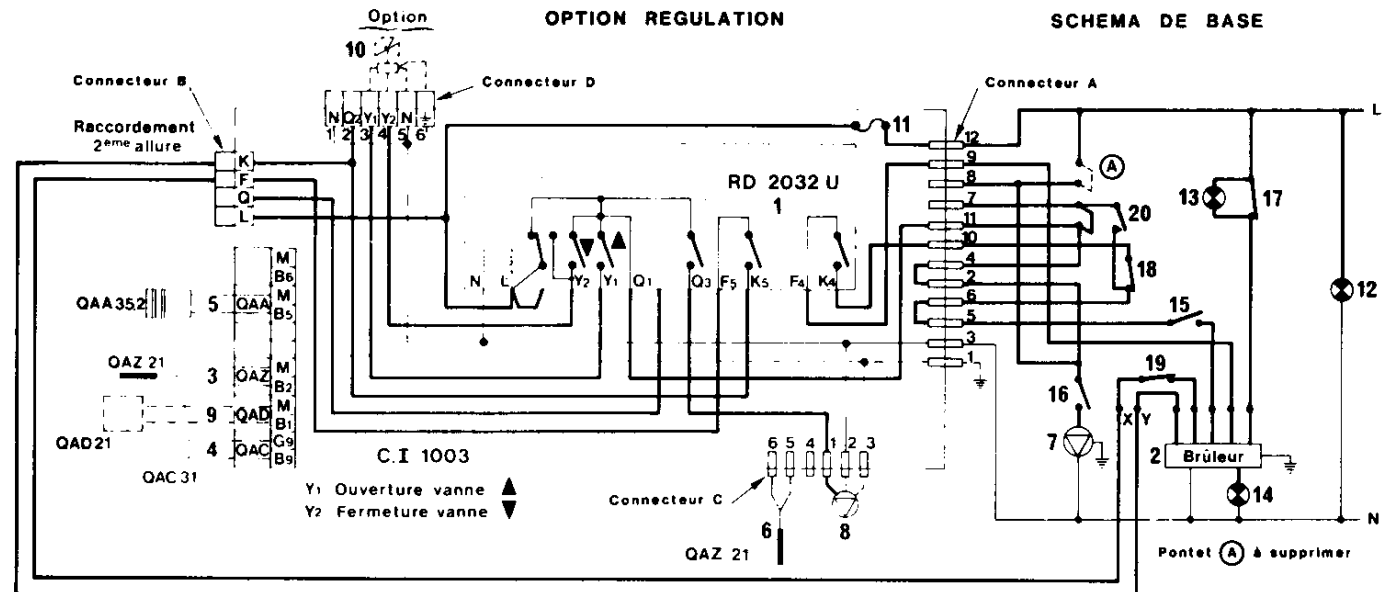 Option
OPTION REGULATION
SCHEMA DE BASE
10
Connecteur B
Connecteur D
Connecteur A
N Q2 Y1 Y2 N
1 2 3 4 5 6
L
11
Raccordement
2eme allure
K
F
Q
L
12
9
8
7
11
10
4
2
6
5
3
1
A
RD 2032 U
1
13
17
20
18
12
N L Y2 Y1 Q1 Q3 F5 K5 F4 K4
M
B6
QAA352 5 QAA M
B5
15
QAZ 21
3 QAZ M
B2
19
16
9 QAD M
B1
QAD21
X Y
4 QAC G9
B9
QAC 31
C.I 1003
7
2 Brûleur
6 5 4 1 2 3
Y1 Ouverture vanne
Y2 Fermeture vanne
Connecteur C
14
6
8
QAZ 21
N
Pontet A à supprimer